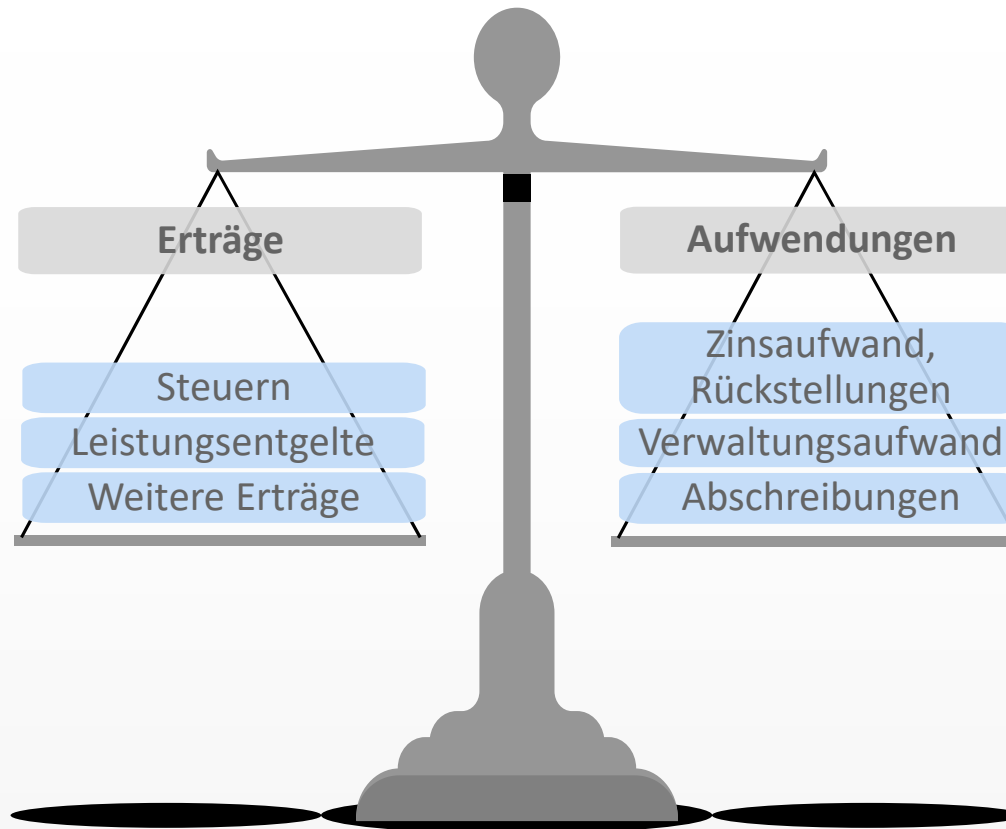 Erträge
Steuern
Leistungsentgelte
Weitere Erträge
Aufwendungen
Zinsaufwand,
Rückstellungen
Verwaltungsaufwand
Abschreibungen